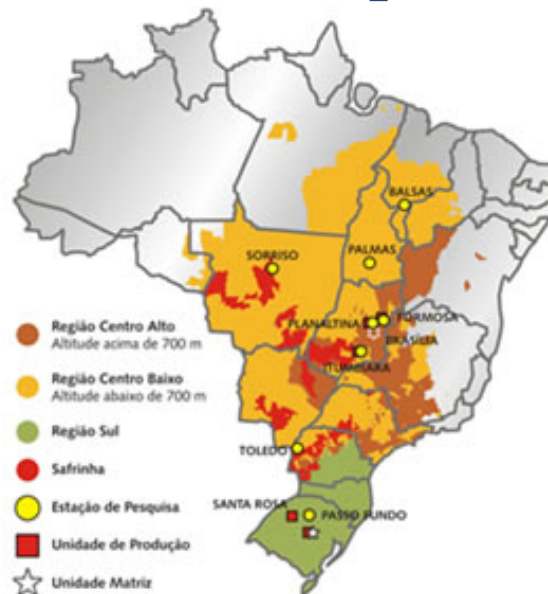 BALSAS
SORRISO
PALMAS
PLANALTINA
FORMOSA
BRASÍLIA
ITUMBIARA
Região Centro Alto
Altitude acima de 700 m
Região Centro Baixo
Altitude abaixo de 700 m
Região Sul
TOLEDO
Safrinha
SANTA ROSA
Estação de Pesquisa
PASSO FUNDO
Unidade de Produção
Unidade Matriz